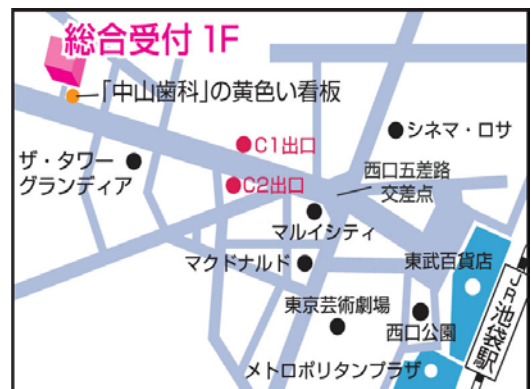 総合受付 1F
「中山歯科」の黄色い看板
シネマ・ロサ
C1出口
ザ・タワー
グランディア
西口五差路
交差点
C2出口
マルイシティ
マクドナルド
東武百貨店
JR池袋駅
東京芸術劇場
西口公園
メトロポリタンプラザ